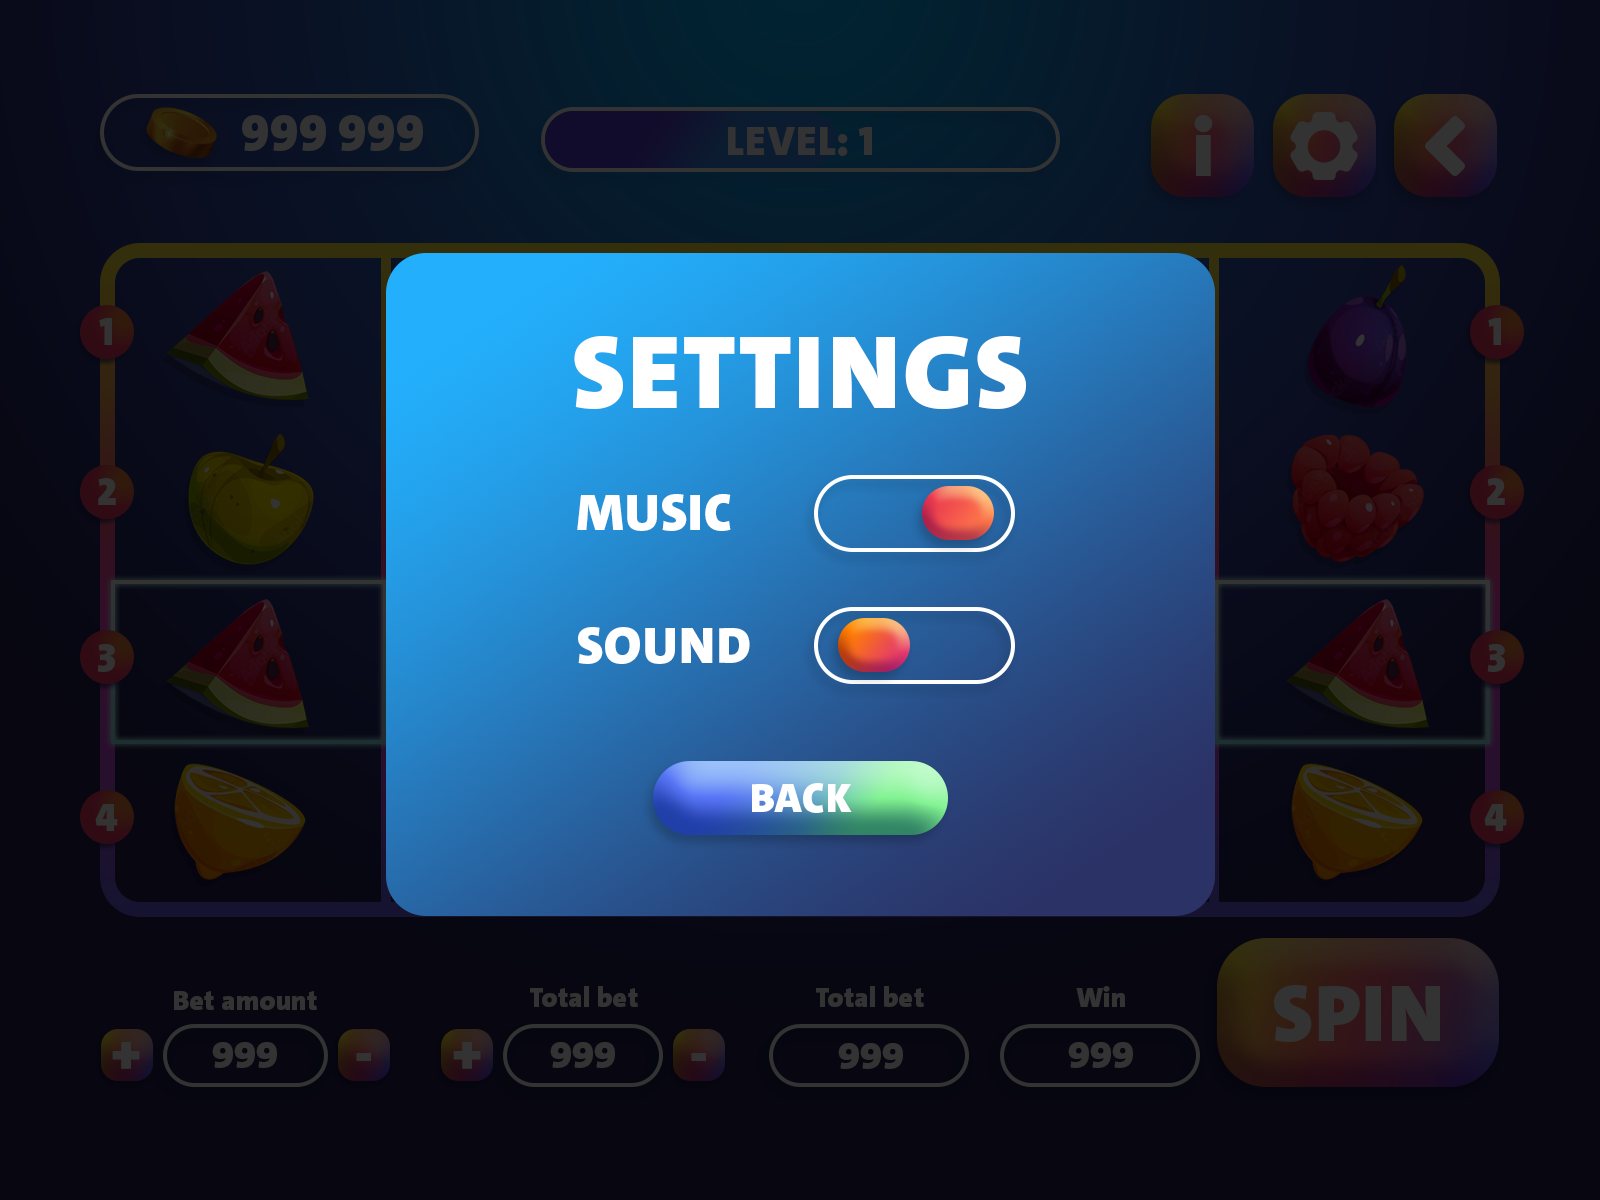 999 999
LEVEL: 1
i
SETTINGS
1
1
MUSIC
2
2
SOUND
3
3
BACK
4
4
Bet amount
Total bet
Total bet
Win
+ 999 -
+ 999 -
999
999
SPIN